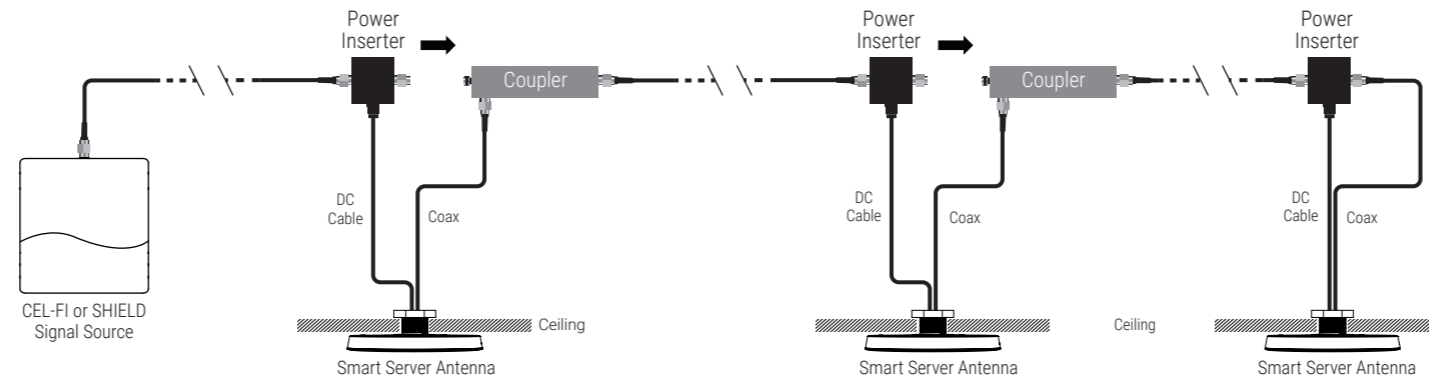 Power
Inserter
Coupler
Power
Inserter
Coupler
Power
Inserter
DC
Cable
Coax
DC
Cable
Coax
DC
Cable
Coax
CEL-FI or SHIELD
Signal Source
Ceiling
Ceiling
Smart Server Antenna
Smart Server Antenna
Smart Server Antenna